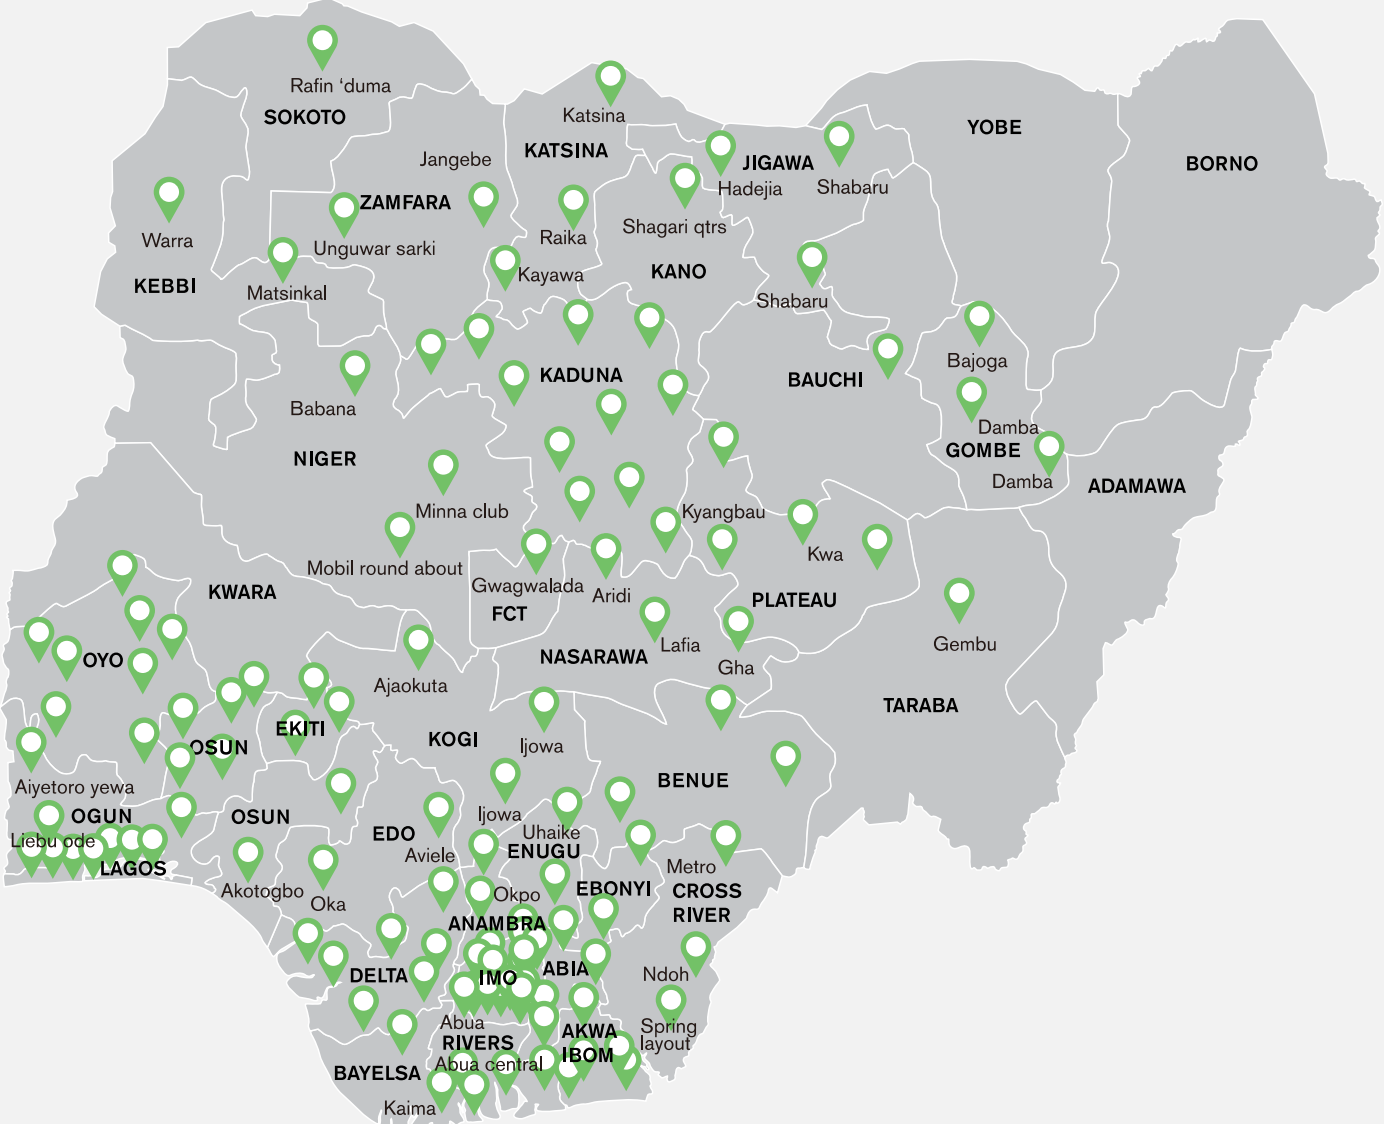 Rafin ‘duma
SOKOTO
Katsina
KATSINA
YOBE
BORNO
Jangebe
JIGAWA
Hadejia
Shabaru
ZAMFARA
Unguwar sarki
Raika
Shagari qtrs
Warra
KEBBI
Matsinkal
Kayawa
KANO
Shabaru
Bajoga
KADUNA
BAUCHI
Babana
Damba
GOMBE
Damba
ADAMAWA
NIGER
Minna club
Kyangbau
Mobil round about
Kwa
KWARA
Gwagwalada
Aridi
FCT
PLATEAU
OYO
Lafia
Gha
Gembu
NASARAWA
Ajaokuta
TARABA
EKITI
OSUN
KOGI
Ijowa
BENUE
Aiyetoro yewa
OGUN
OSUN
Ijowa
Liebu ode
EDO
Uhaike
ENUGU
LAGOS
Aviele
Metro
Akotogbo
Oka
Okpo
EBONYI
CROSS
RIVER
ANAMBRA
DELTA
IMO
ABIA
Ndoh
Abua
RIVERS
AKWA
IBOM
Spring
layout
Abua central
BAYELSA
Kaima